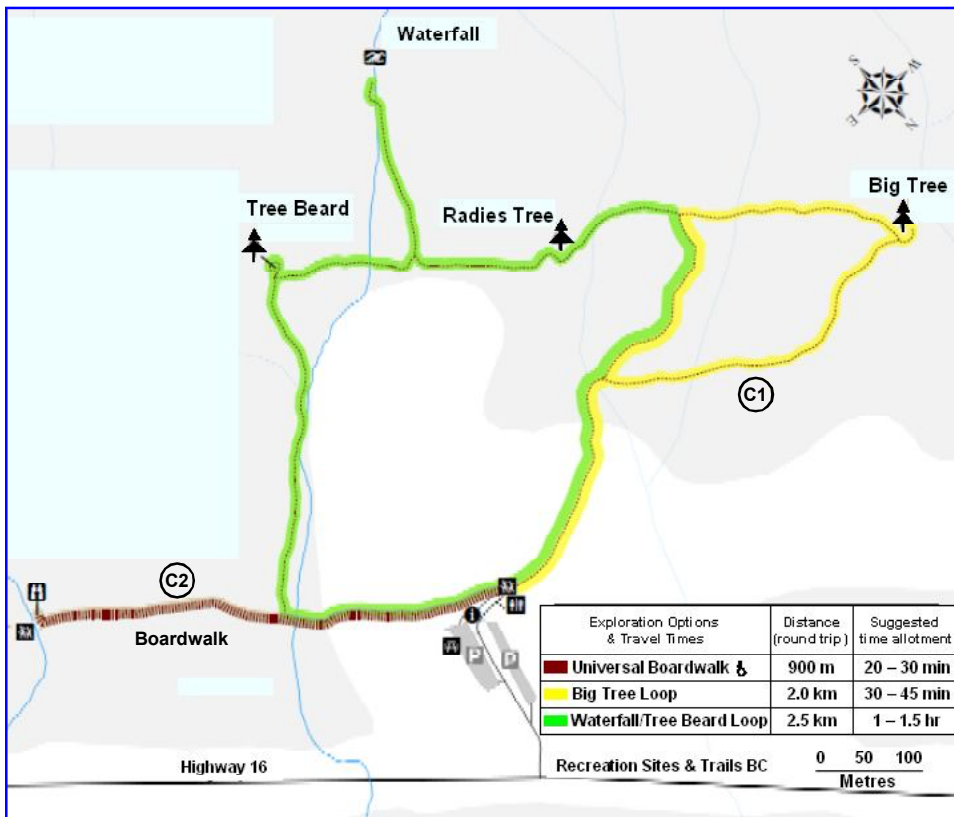 Waterfall
S
W
E
N
Tree Beard
Radies Tree
Big Tree
C1
C2
Boardwalk
i
P
P
Exploration Options
& Travel Times
Distance
(round trip)
Suggested
time allotment
Universal Boardwalk
900 m
20 – 30 min
Big Tree Loop
2.0 km
30 – 45 min
Waterfall/Tree Beard Loop
2.5 km
1 – 1.5 hr
Highway 16
Recreation Sites & Trails BC
0 50 100
Metres